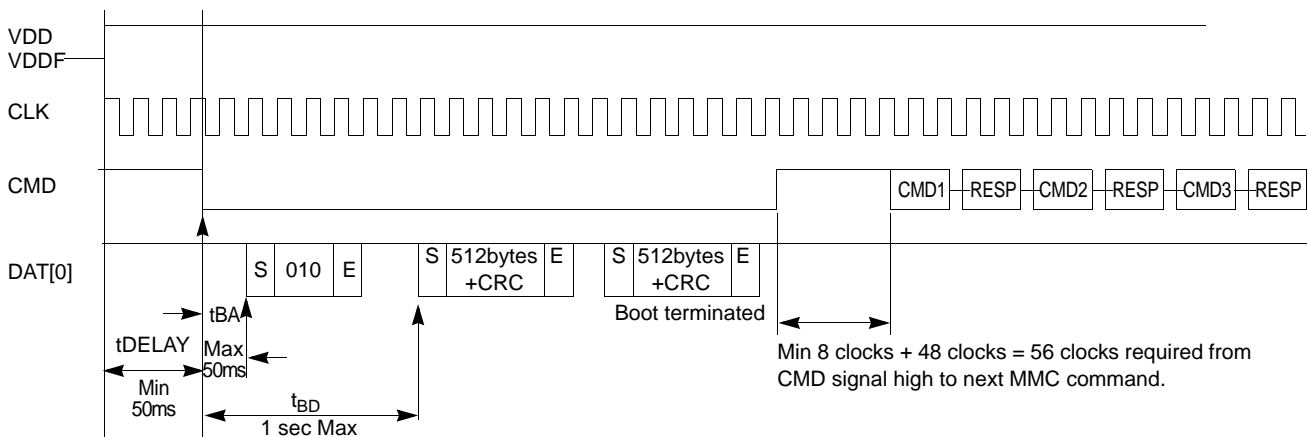 VDD
VDDF
CLK
CMD
CMD1 RESP CMD2 RESP CMD3 RESP
DAT[0]
S 010 E
S 512bytes +CRC E
S 512bytes +CRC E
Boot terminated
tBA
tDELAY
Max
50ms
Min
50ms
tBD
1 sec Max
Min 8 clocks + 48 clocks = 56 clocks required from
CMD signal high to next MMC command.